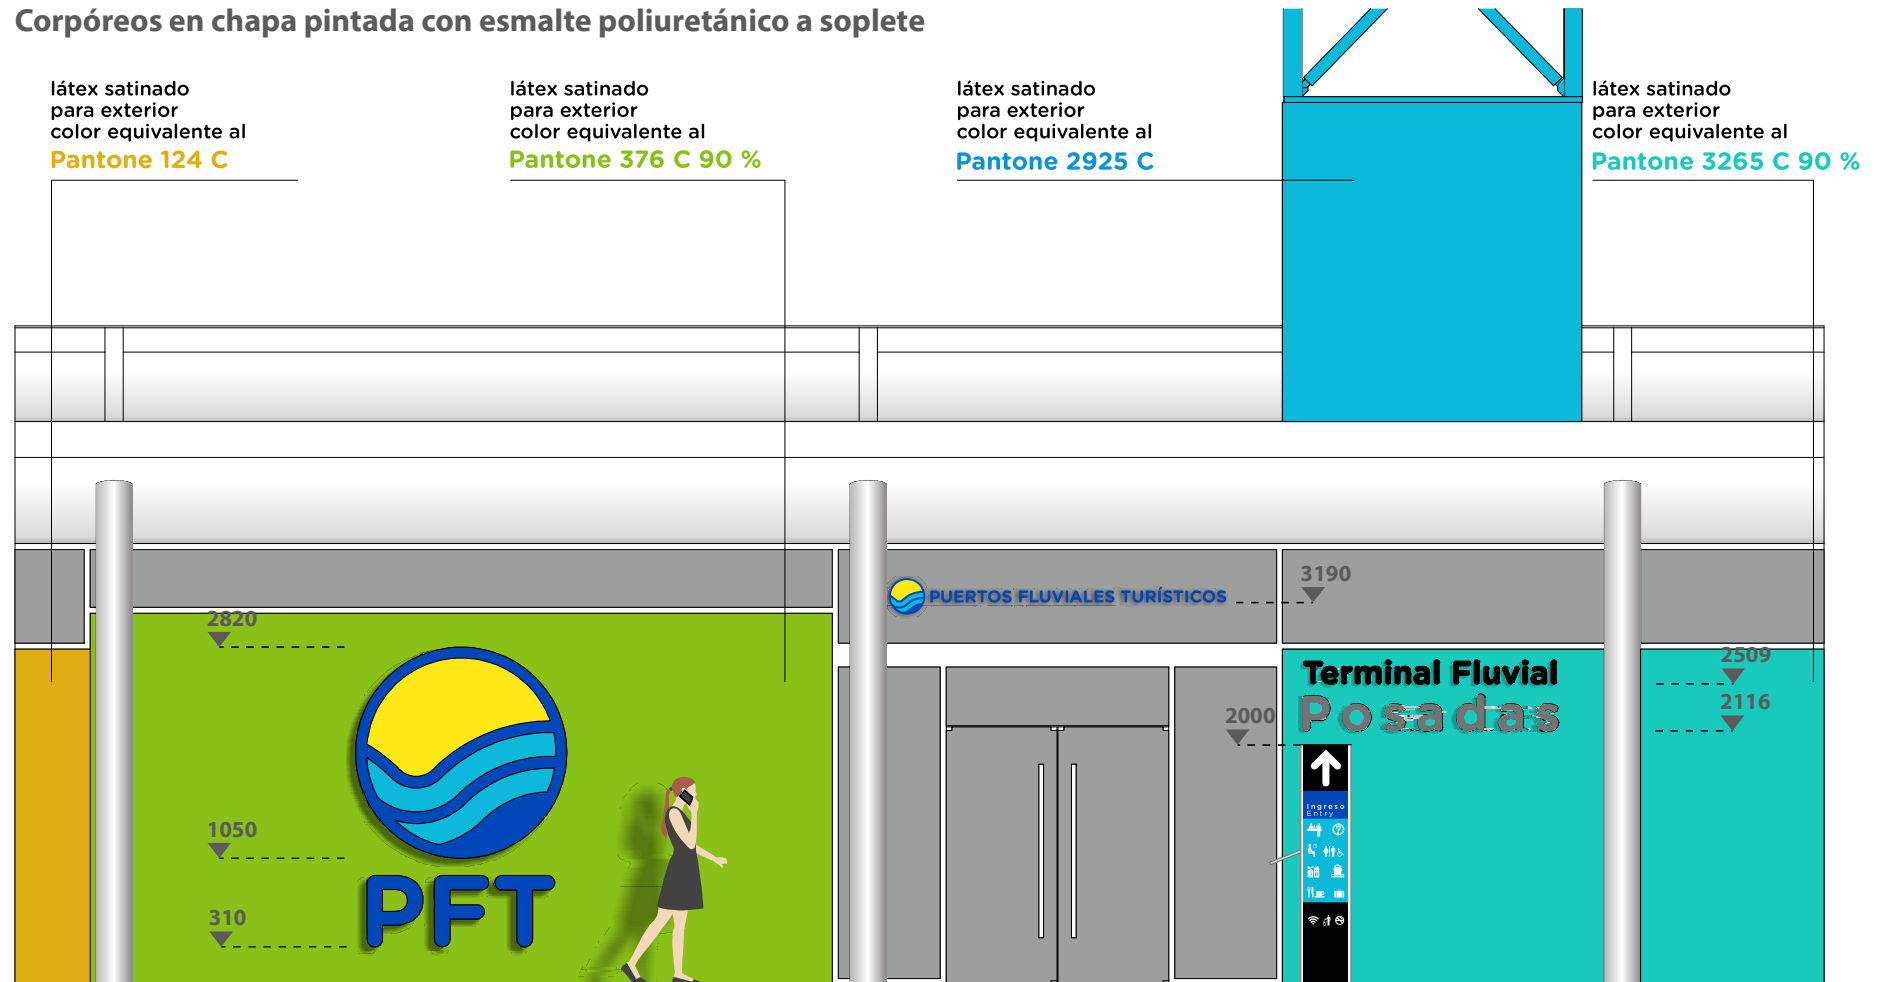 Corpóreos en chapa pintada con esmalte poliuretánico a soplete
látex satinado
para exterior
color equivalente al
Pantone 124 C
látex satinado
para exterior
color equivalente al
Pantone 376 C 90 %
látex satinado
para exterior
color equivalente al
Pantone 2925 C
látex satinado
para exterior
color equivalente al
Pantone 3265 C 90 %
PUERTOS FLUVIALES TURÍSTICOS
3190
2820
1050
310
PFT
2000
Terminal Fluvial
Posadas
2509
2116
Ingreso
Entry